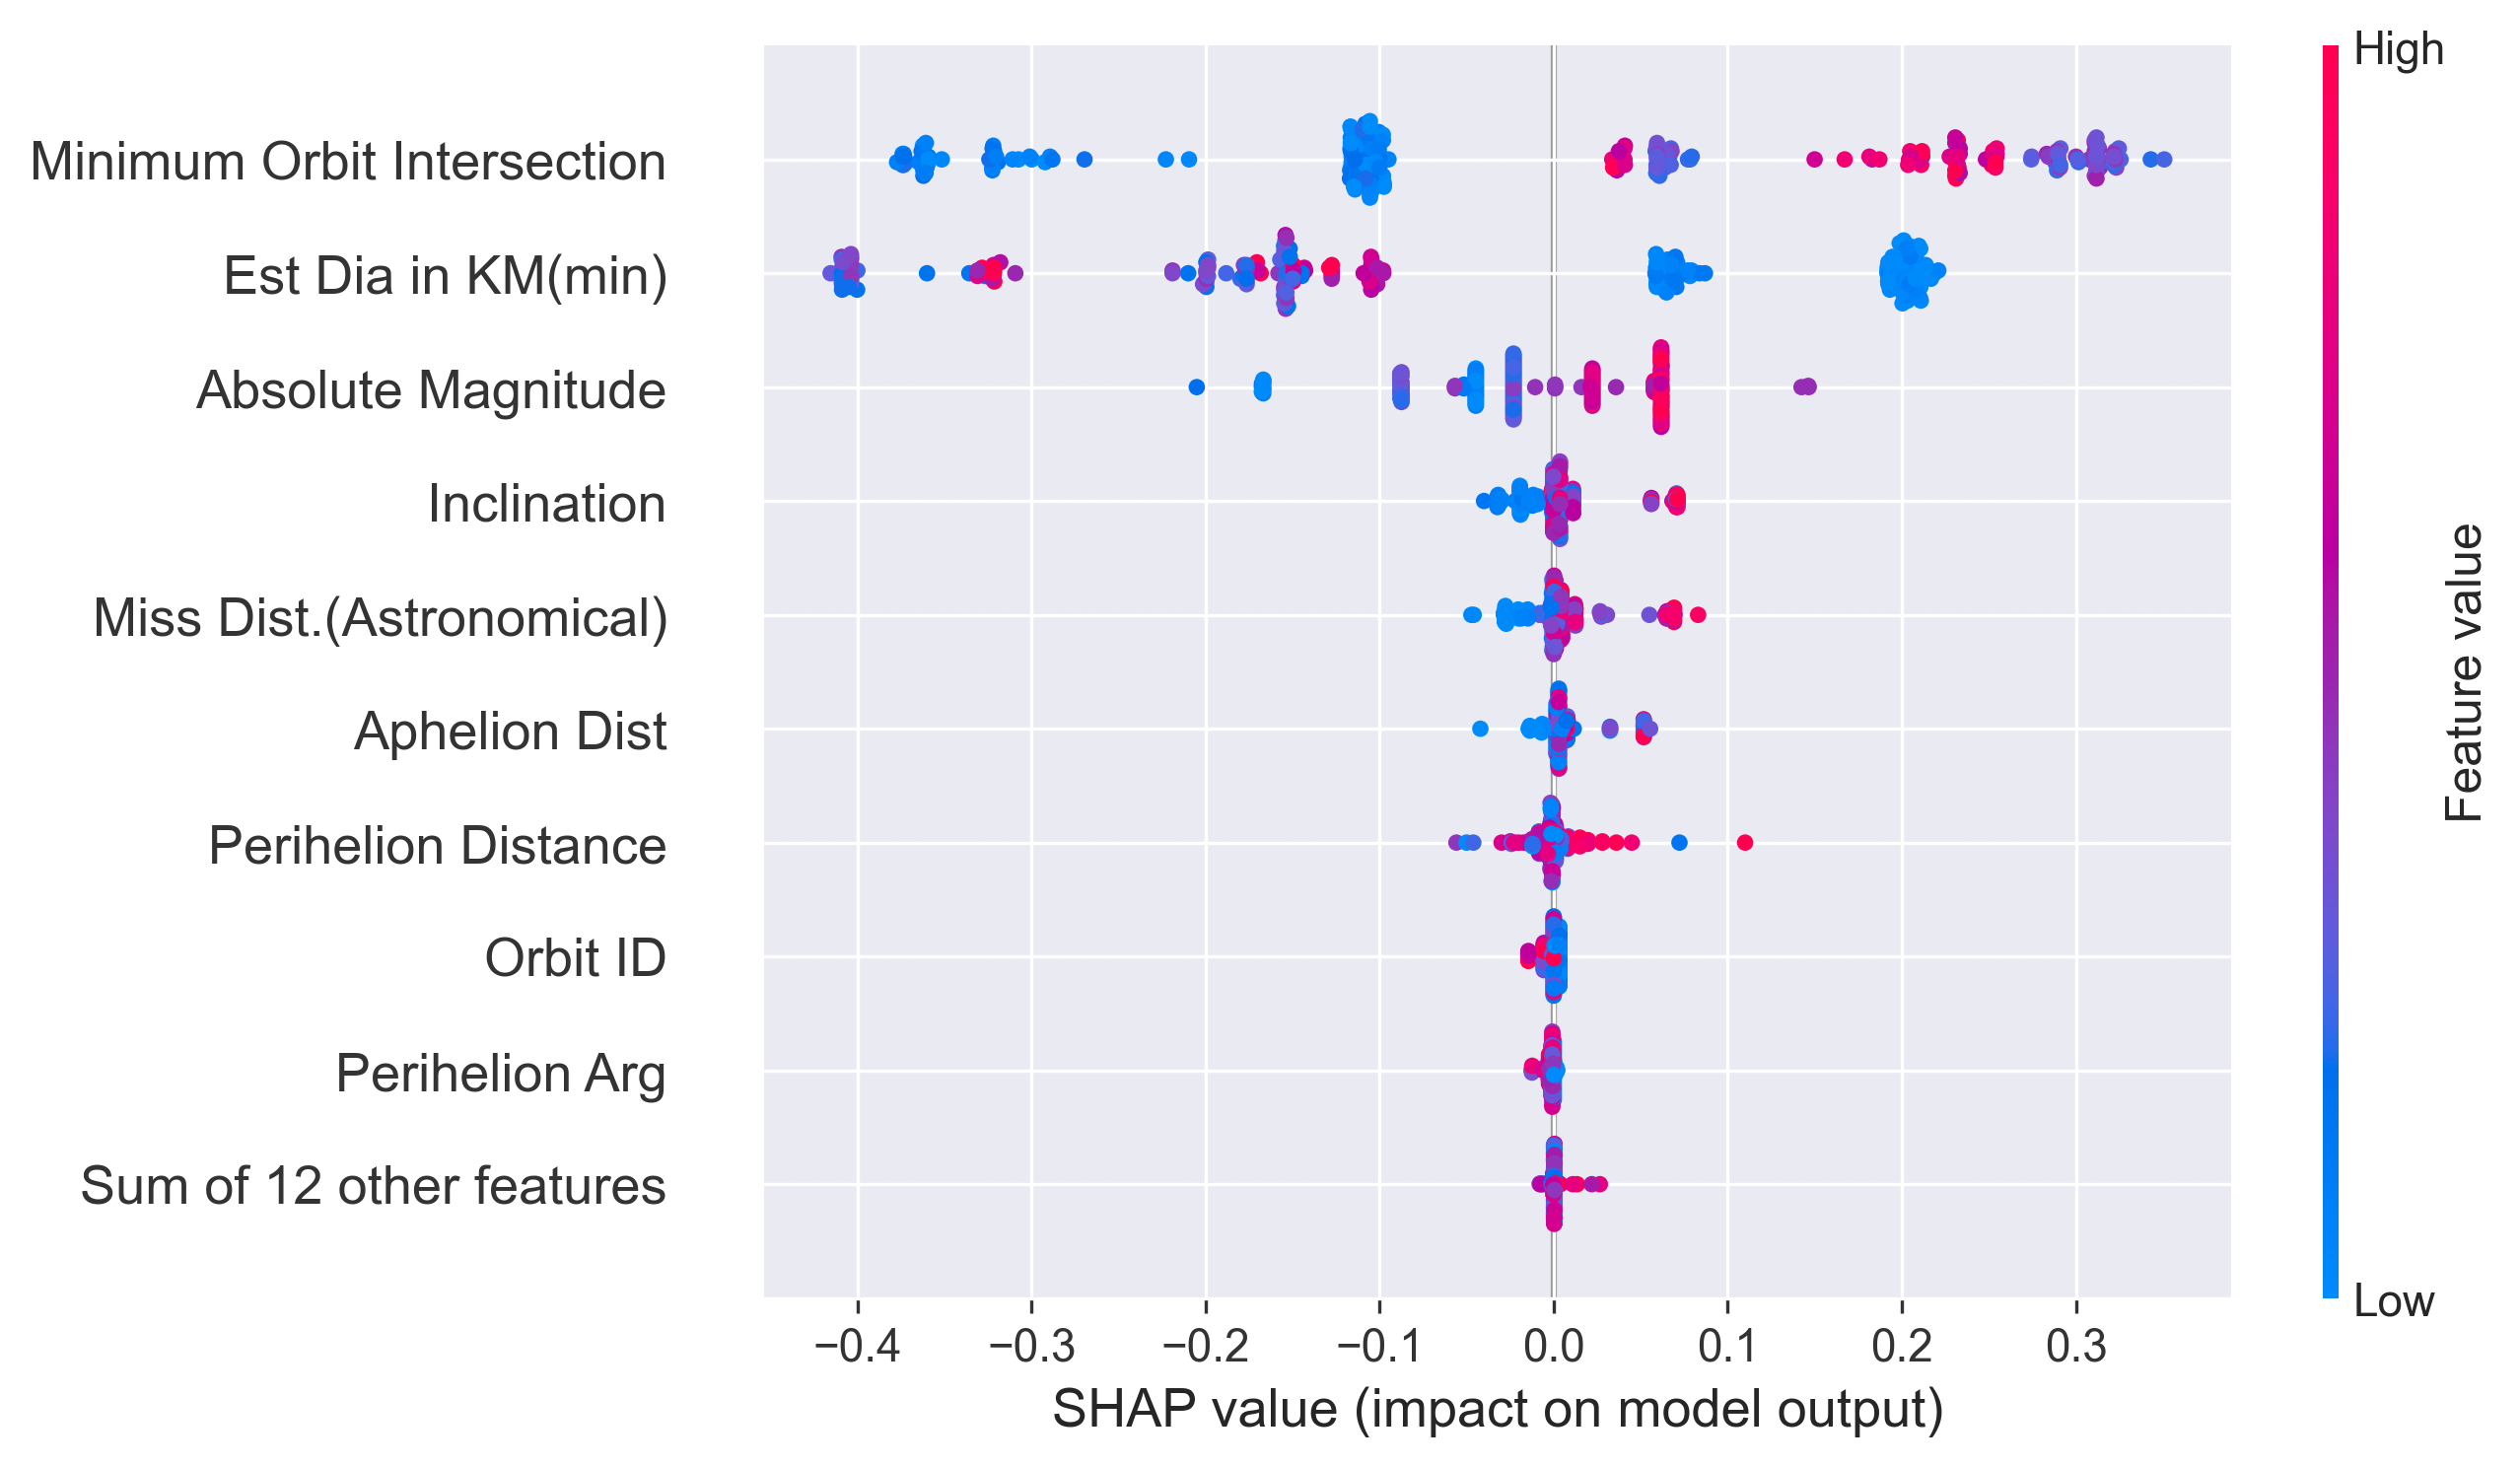 High
Minimum Orbit Intersection
Est Dia in KM(min)
Absolute Magnitude
Inclination
Miss Dist.(Astronomical)
Aphelion Dist
Perihelion Distance
Orbit ID
Perihelion Arg
Sum of 12 other features
Feature value
Low
−0.4 −0.3 −0.2 −0.1 0.0 0.1 0.2 0.3
SHAP value (impact on model output)